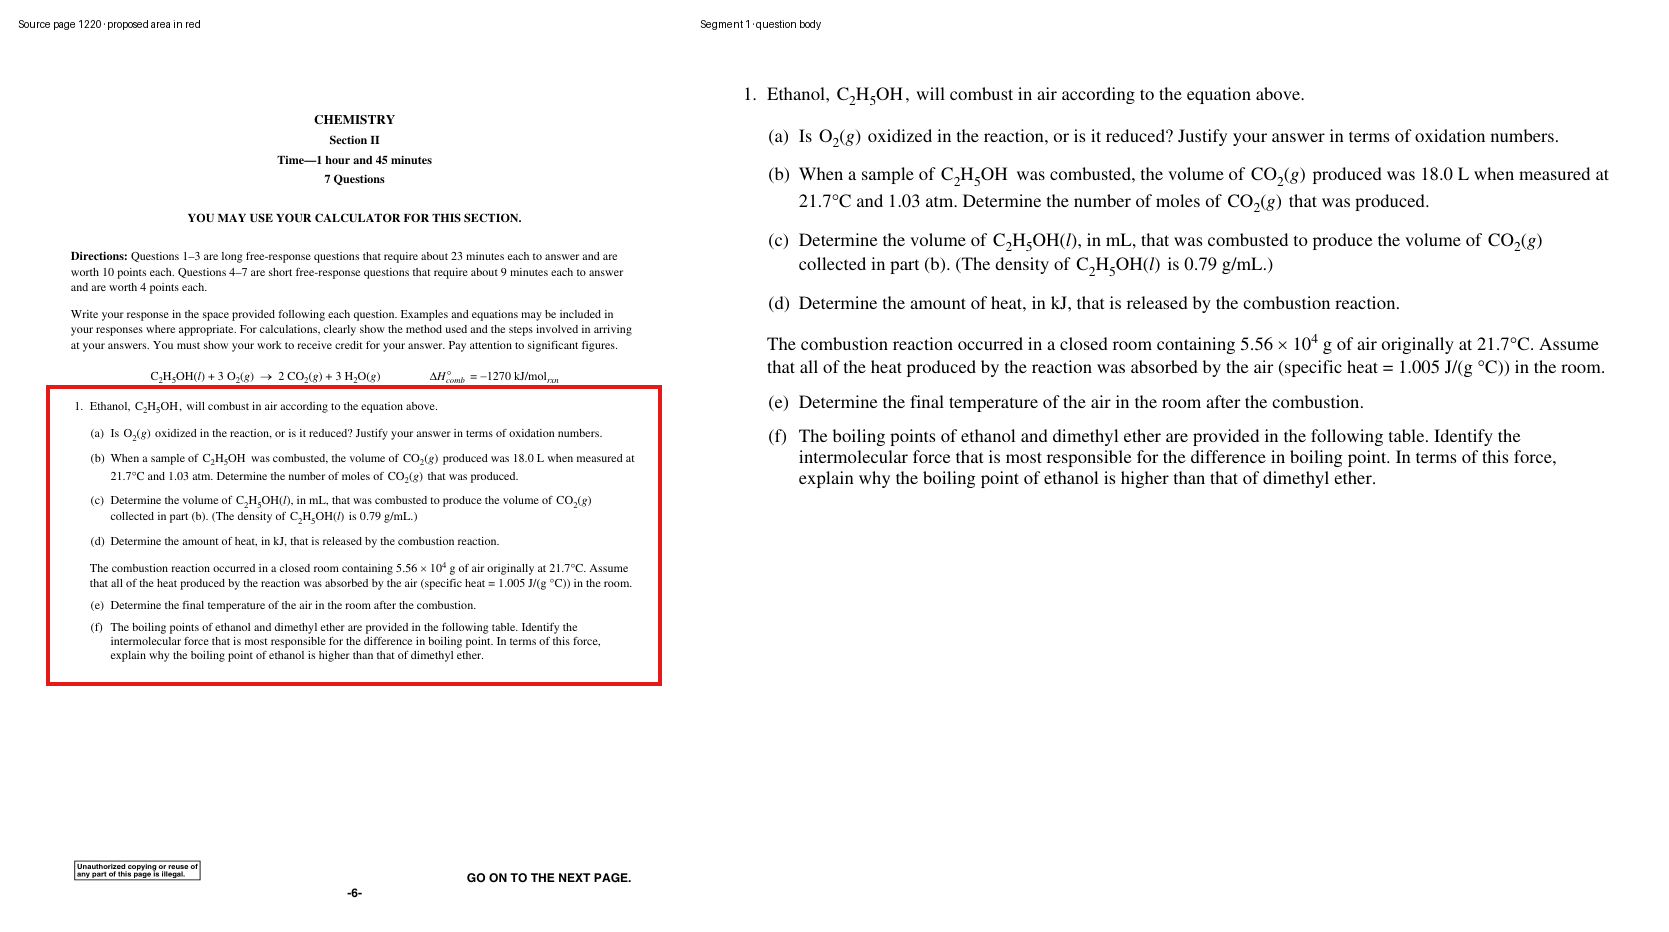 Source page 1220 · proposed area in red
CHEMISTRY
Section II
Time—1 hour and 45 minutes
7 Questions
YOU MAY USE YOUR CALCULATOR FOR THIS SECTION.
Directions: Questions 1–3 are long free-response questions that require about 23 minutes each to answer and are
worth 10 points each. Questions 4–7 are short free-response questions that require about 9 minutes each to answer
and are worth 4 points each.
Write your response in the space provided following each question. Examples and equations may be included in
your responses where appropriate. For calculations, clearly show the method used and the steps involved in arriving
at your answers. You must show your work to receive credit for your answer. Pay attention to significant figures.
C₂H₅OH(l) + 3 O₂(g) → 2 CO₂(g) + 3 H₂O(g) ΔH°comb = −1270 kJ/molrxn
1. Ethanol, C₂H₅OH, will combust in air according to the equation above.
(a) Is O₂(g) oxidized in the reaction, or is it reduced? Justify your answer in terms of oxidation numbers.
(b) When a sample of C₂H₅OH was combusted, the volume of CO₂(g) produced was 18.0 L when measured at
21.7°C and 1.03 atm. Determine the number of moles of CO₂(g) that was produced.
(c) Determine the volume of C₂H₅OH(l), in mL, that was combusted to produce the volume of CO₂(g)
collected in part (b). (The density of C₂H₅OH(l) is 0.79 g/mL.)
(d) Determine the amount of heat, in kJ, that is released by the combustion reaction.
The combustion reaction occurred in a closed room containing 5.56 × 10⁴ g of air originally at 21.7°C. Assume
that all of the heat produced by the reaction was absorbed by the air (specific heat = 1.005 J/(g °C)) in the room.
(e) Determine the final temperature of the air in the room after the combustion.
(f) The boiling points of ethanol and dimethyl ether are provided in the following table. Identify the
intermolecular force that is most responsible for the difference in boiling point. In terms of this force,
explain why the boiling point of ethanol is higher than that of dimethyl ether.
Unauthorized copying or reuse of
any part of this page is illegal.
GO ON TO THE NEXT PAGE.
-6-
Segment 1 · question body
1. Ethanol, C₂H₅OH, will combust in air according to the equation above.
(a) Is O₂(g) oxidized in the reaction, or is it reduced? Justify your answer in terms of oxidation numbers.
(b) When a sample of C₂H₅OH was combusted, the volume of CO₂(g) produced was 18.0 L when measured at
21.7°C and 1.03 atm. Determine the number of moles of CO₂(g) that was produced.
(c) Determine the volume of C₂H₅OH(l), in mL, that was combusted to produce the volume of CO₂(g)
collected in part (b). (The density of C₂H₅OH(l) is 0.79 g/mL.)
(d) Determine the amount of heat, in kJ, that is released by the combustion reaction.
The combustion reaction occurred in a closed room containing 5.56 × 10⁴ g of air originally at 21.7°C. Assume
that all of the heat produced by the reaction was absorbed by the air (specific heat = 1.005 J/(g °C)) in the room.
(e) Determine the final temperature of the air in the room after the combustion.
(f) The boiling points of ethanol and dimethyl ether are provided in the following table. Identify the
intermolecular force that is most responsible for the difference in boiling point. In terms of this force,
explain why the boiling point of ethanol is higher than that of dimethyl ether.